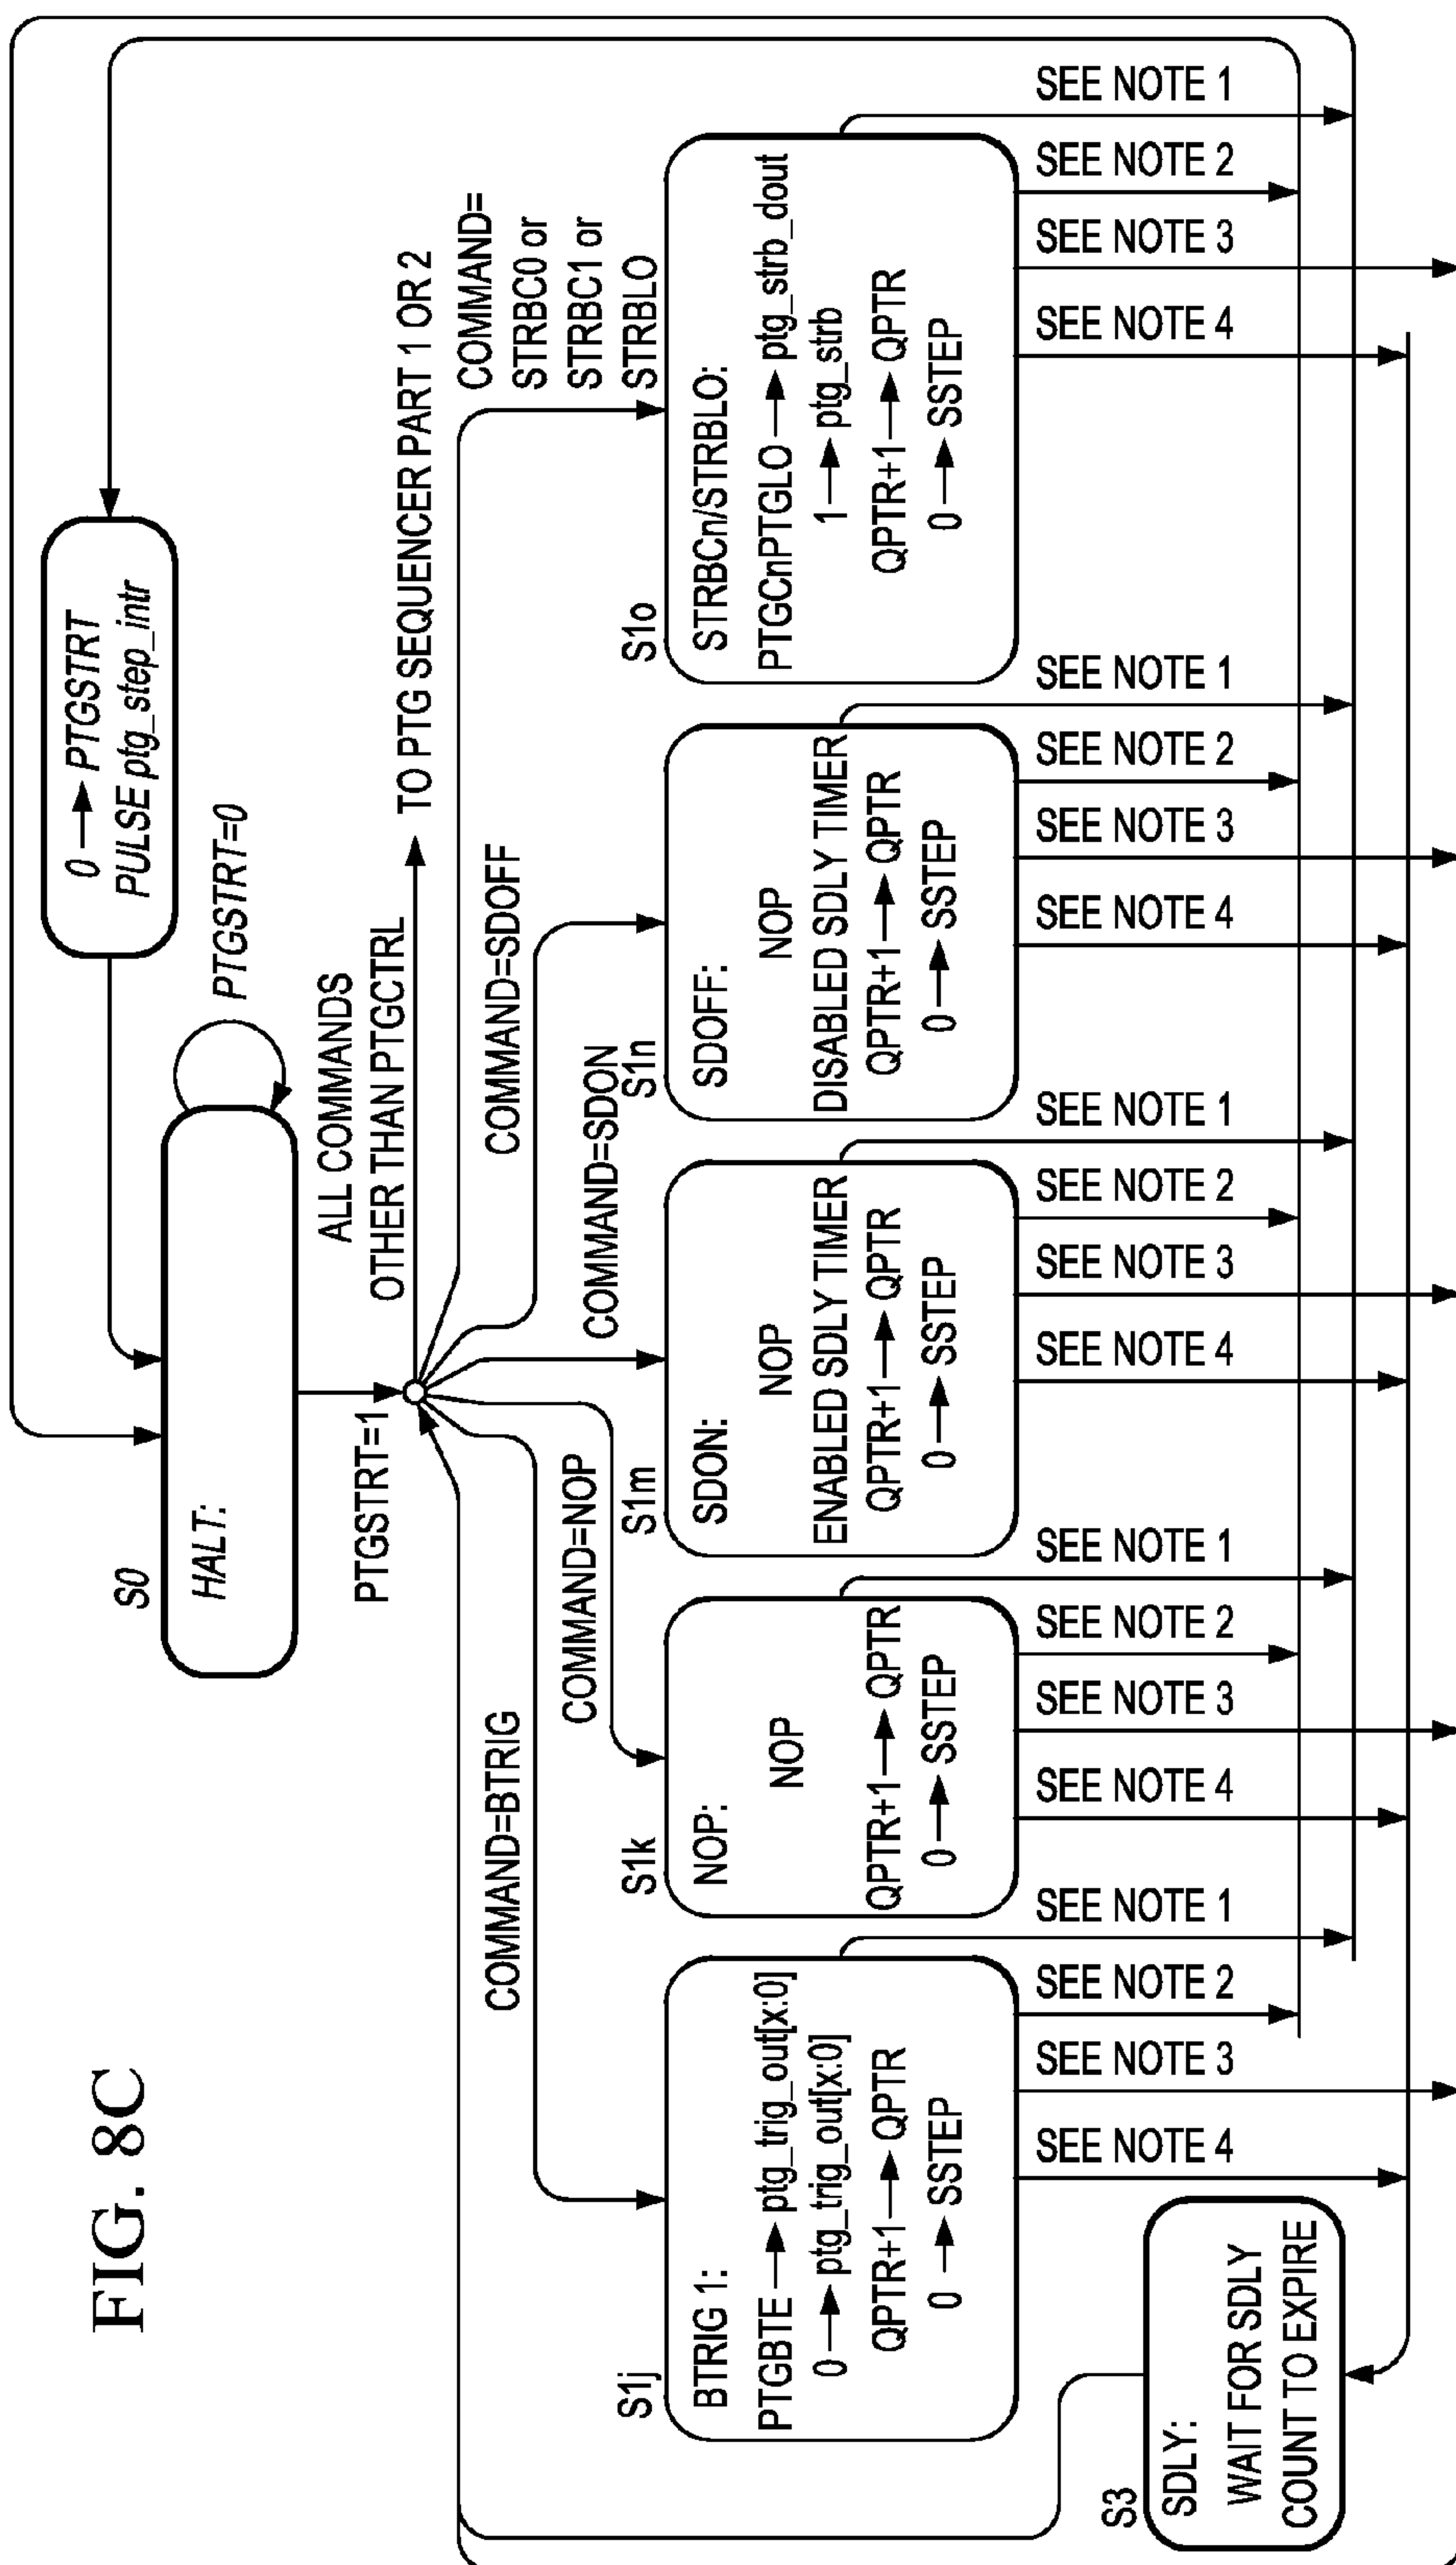 FIG. 8C
0 → PTGSTRT
PULSE ptg_step_intr
S0
HALT:
PTGSTRT=0
PTGSTRT=1
ALL COMMANDS
OTHER THAN PTGCTRL
TO PTG SEQUENCER PART 1 OR 2
COMMAND=BTRIG
COMMAND=NOP
COMMAND=SDON
COMMAND=SDOFF
COMMAND=
STRBC0 or
STRBC1 or
STRBLO
S1j
BTRIG 1:
PTGBTE → ptg_trig_out[x:0]
0 → ptg_trig_out[x:0]
QPTR+1 → QPTR
0 → SSTEP
S1k
NOP:
NOP
QPTR+1 → QPTR
0 → SSTEP
S1m
SDON:
NOP
ENABLED SDLY TIMER
QPTR+1 → QPTR
0 → SSTEP
S1n
SDOFF:
NOP
DISABLED SDLY TIMER
QPTR+1 → QPTR
0 → SSTEP
S1o
STRBCn/STRBLO:
PTGCnPTGLO → ptg_strb_dout
1 → ptg_strb
QPTR+1 → QPTR
0 → SSTEP
SEE NOTE 4
SEE NOTE 3
SEE NOTE 2
SEE NOTE 1
SEE NOTE 4
SEE NOTE 3
SEE NOTE 2
SEE NOTE 1
SEE NOTE 4
SEE NOTE 3
SEE NOTE 2
SEE NOTE 1
SEE NOTE 4
SEE NOTE 3
SEE NOTE 2
SEE NOTE 1
SEE NOTE 4
SEE NOTE 3
SEE NOTE 2
SEE NOTE 1
S3
SDLY:
WAIT FOR SDLY
COUNT TO EXPIRE